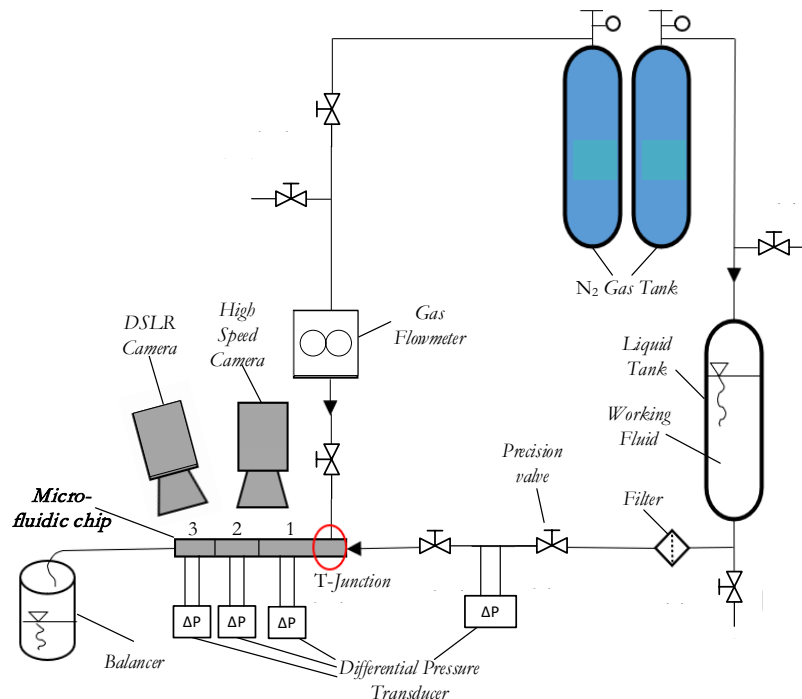 N₂ Gas Tank
DSLR
Camera
High
Speed
Camera
Gas
Flowmeter
Liquid
Tank
Working
Fluid
Precision
valve
Filter
Micro-
fluidic chip
3 2 1
T-Junction
ΔP ΔP ΔP ΔP
Balancer
Differential Pressure
Transducer